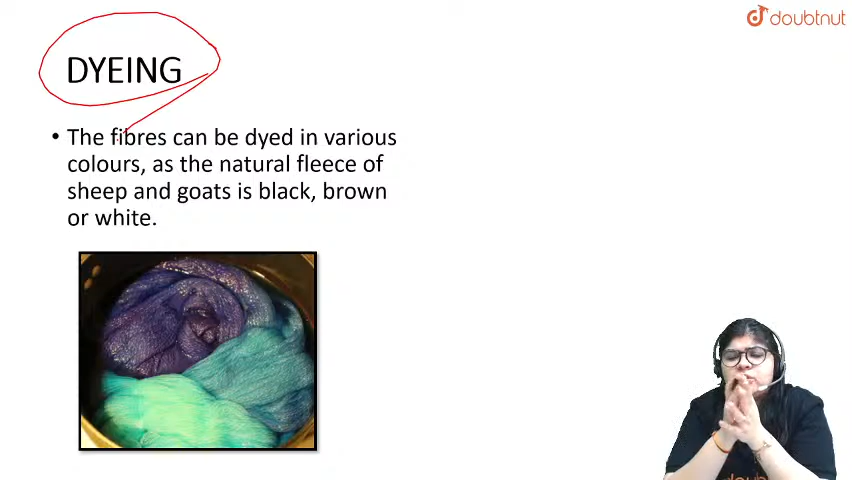 doubtnut
DYEING
• The fibres can be dyed in various
colours, as the natural fleece of
sheep and goats is black, brown
or white.